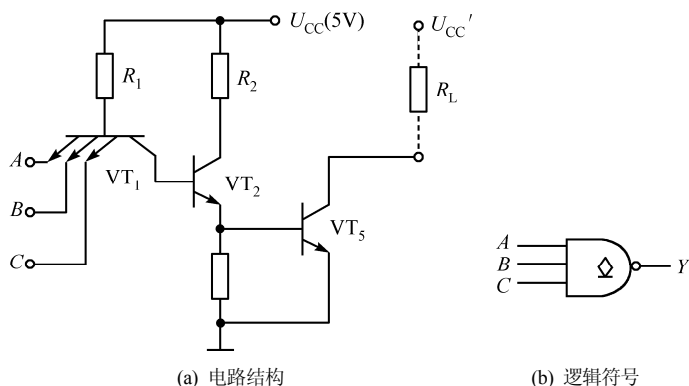 U_CC(5V)
U_CC'
R_1
R_2
R_L
A
VT_1
VT_2
B
VT_5
C
A
B
C
Y
(a) 电路结构
(b) 逻辑符号